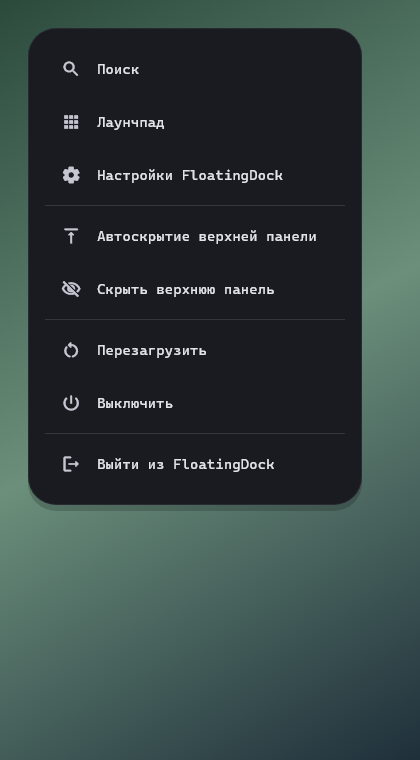 Поиск
Лаунчпад
Настройки FloatingDock
Автоскрытие верхней панели
Скрыть верхнюю панель
Перезагрузить
Выключить
Выйти из FloatingDock